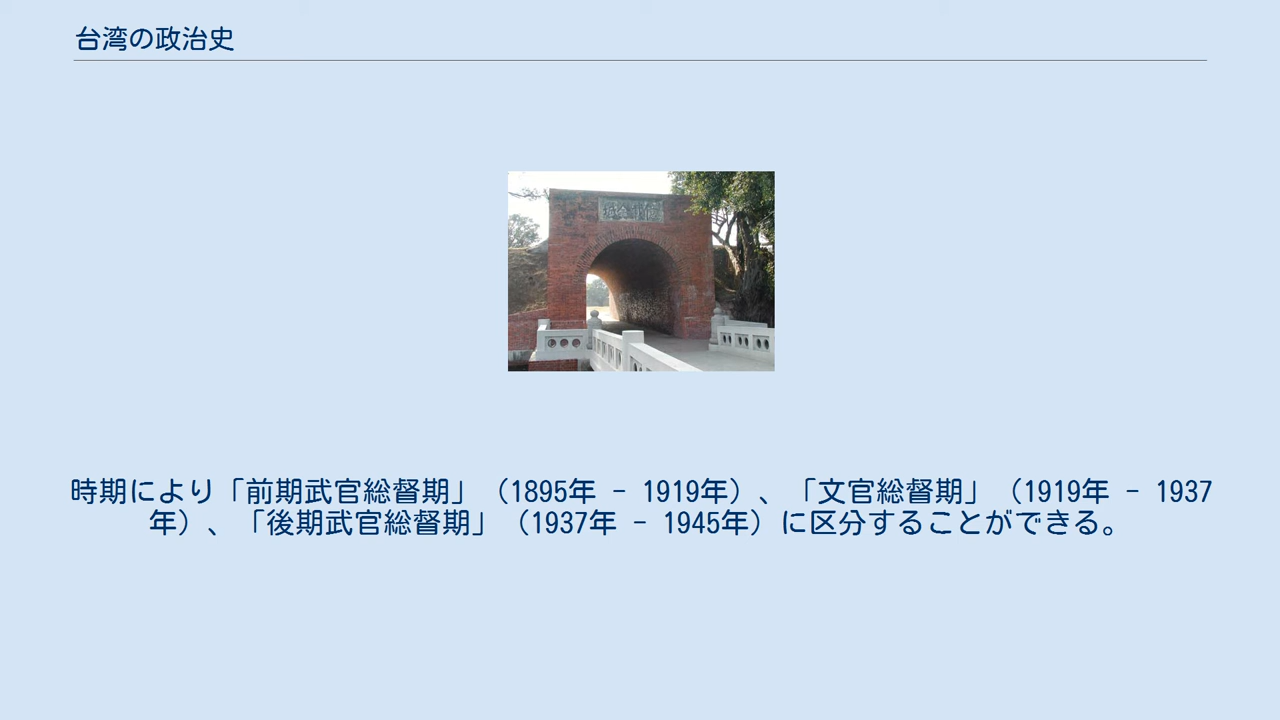 台湾の政治史
時期により「前期武官総督期」（1895年 - 1919年）、「文官総督期」（1919年 - 1937
年）、「後期武官総督期」（1937年 - 1945年）に区分することができる。